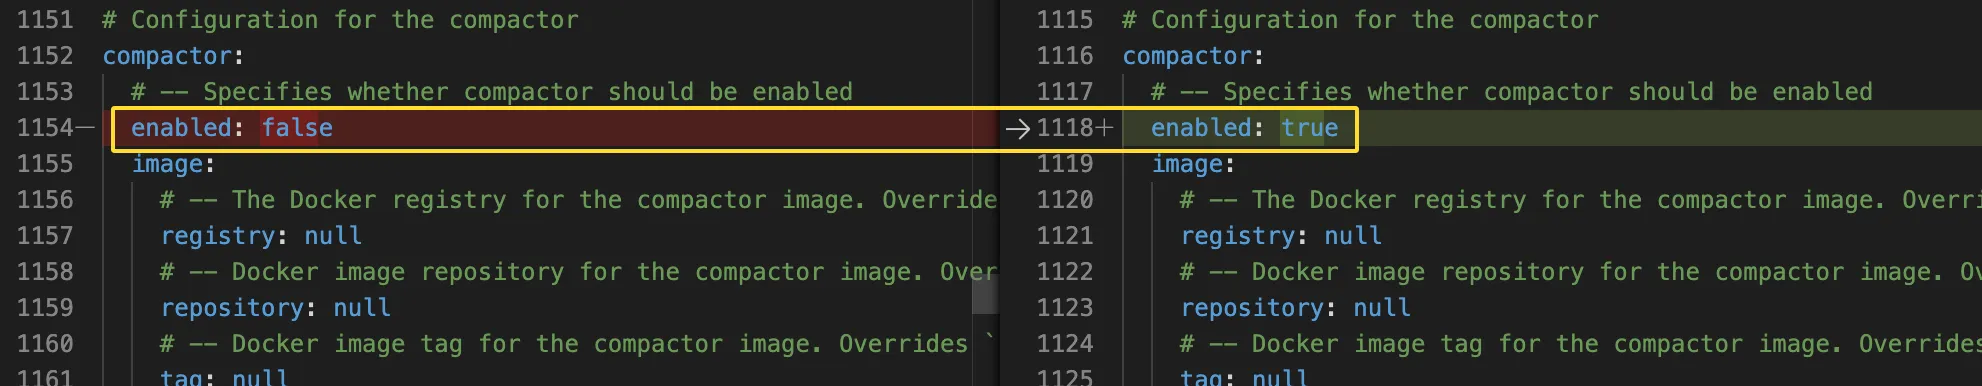 1151 # Configuration for the compactor
1152 compactor:
1153 # -- Specifies whether compactor should be enabled
1154— enabled: false
1155 image:
1156 # -- The Docker registry for the compactor image. Override
1157 registry: null
1158 # -- Docker image repository for the compactor image. Over
1159 repository: null
1160 # -- Docker image tag for the compactor image. Overrides `
1161 tag: null
1115 # Configuration for the compactor
1116 compactor:
1117 # -- Specifies whether compactor should be enabled
→1118+ enabled: true
1119 image:
1120 # -- The Docker registry for the compactor image. Overri
1121 registry: null
1122 # -- Docker image repository for the compactor image. Ov
1123 repository: null
1124 # -- Docker image tag for the compactor image. Overrides
1125 tag: null